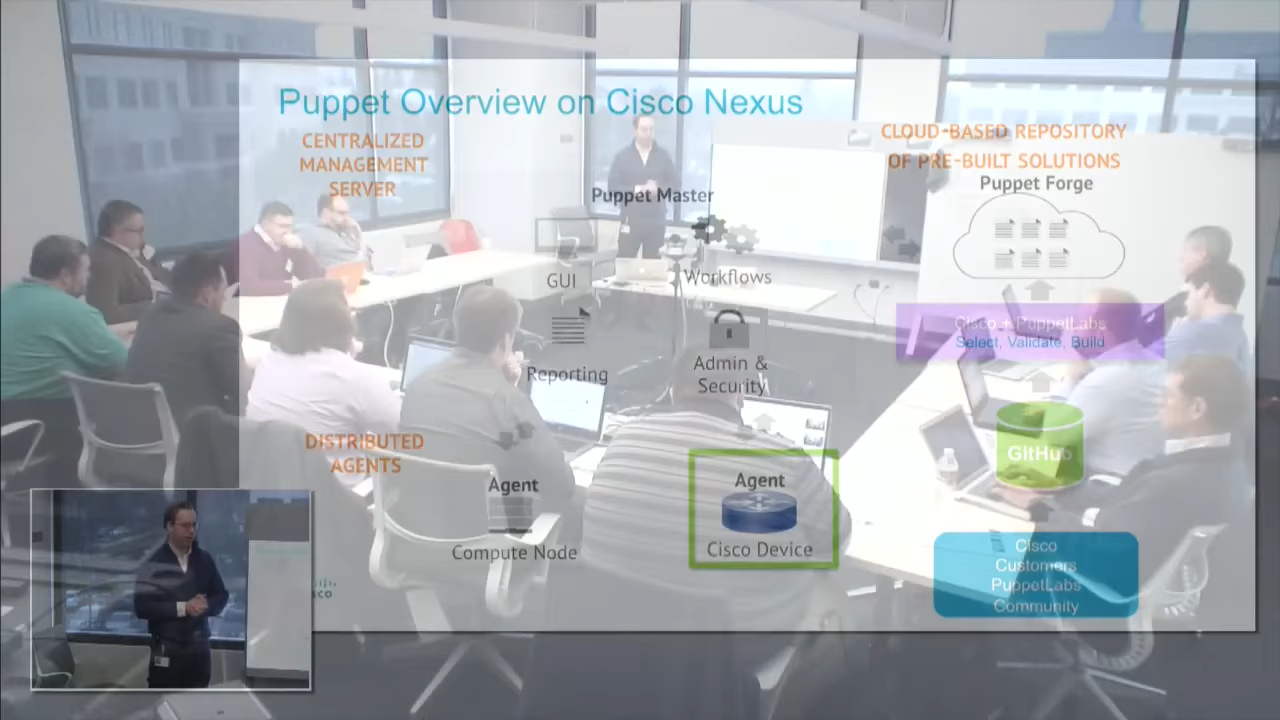 Puppet Overview on Cisco Nexus
CENTRALIZED
MANAGEMENT
SERVER
Puppet Master
GUI
Workflows
Reporting
Admin &
Security
DISTRIBUTED
AGENTS
Agent
Compute Node
Agent
Cisco Device
CLOUD-BASED REPOSITORY
OF PRE-BUILT SOLUTIONS
Puppet Forge
Cisco + PuppetLabs
Select, Validate, Build
GitHub
Cisco
Customers
PuppetLabs
Community